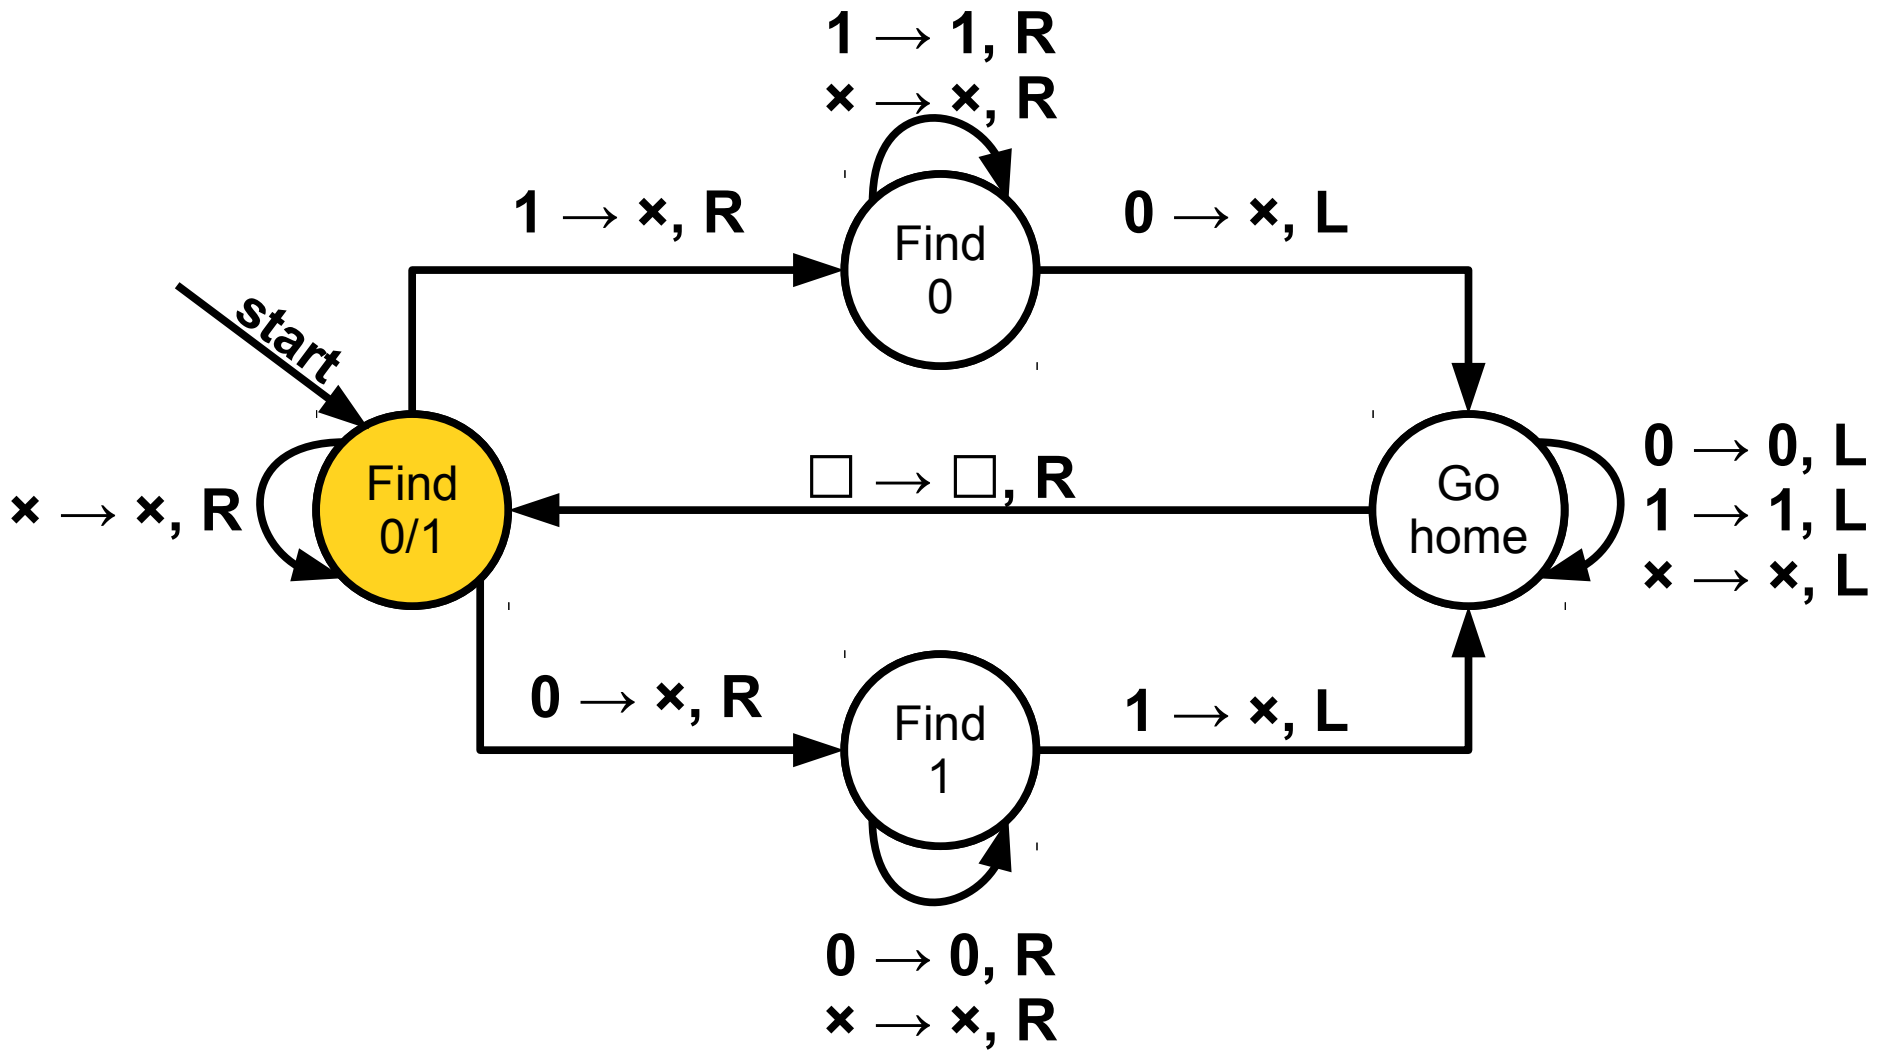 1 → 1, R
× → ×, R
1 → ×, R
Find
0
0 → ×, L
start
× → ×, R
Find
0/1
□ → □, R
Go
home
0 → 0, L
1 → 1, L
× → ×, L
0 → ×, R
Find
1
1 → ×, L
0 → 0, R
× → ×, R